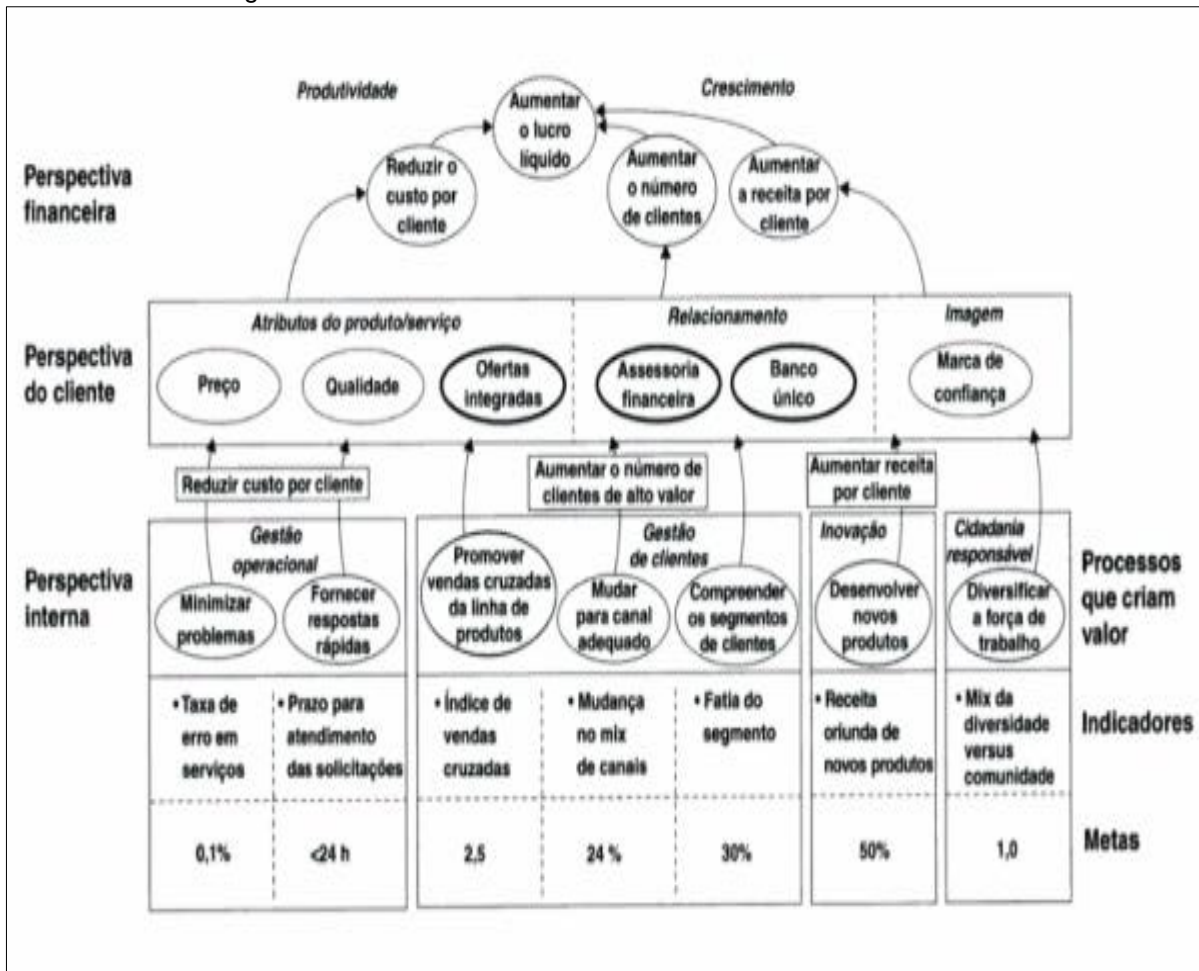 Produtividade
Crescimento
Aumentar
o lucro
líquido
Reduzir o
custo por
cliente
Aumentar
o número
de clientes
Aumentar
a receita por
cliente
Perspectiva
financeira
Atributos do produto/serviço
Relacionamento
Imagem
Perspectiva
do cliente
Preço
Qualidade
Ofertas
integradas
Assessoria
financeira
Banco
único
Marca de
confiança
Reduzir custo por cliente
Aumentar o número de
clientes de alto valor
Aumentar receita
por cliente
Gestão
operacional
Gestão
de clientes
Inovação
Cidadania
responsável
Perspectiva
interna
Minimizar
problemas
Fornecer
respostas
rápidas
Promover
vendas cruzadas
da linha de
produtos
Mudar
para canal
adequado
Compreender
os segmentos
de clientes
Desenvolver
novos
produtos
Diversificar
a força de
trabalho
Processos
que criam
valor
• Taxa de
erro em
serviços
• Prazo para
atendimento
das solicitações
• Índice de
vendas
cruzadas
• Mudança
no mix
de canais
• Fatia do
segmento
• Receita
oriunda de
novos produtos
• Mix da
diversidade
versus
comunidade
Indicadores
0,1%
<24 h
2,5
24 %
30%
50%
1,0
Metas